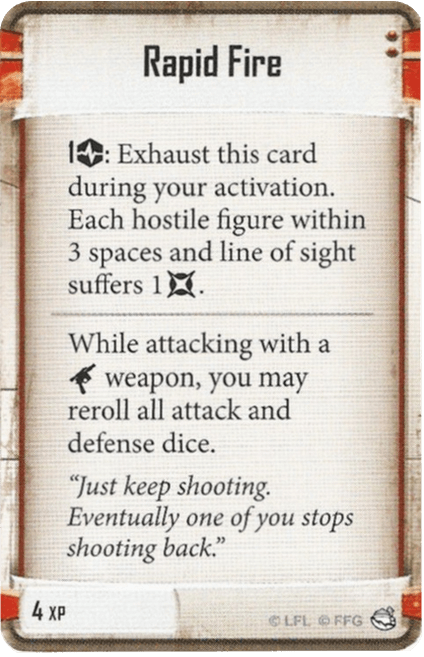 Rapid Fire
1: Exhaust this card
during your activation.
Each hostile figure within
3 spaces and line of sight
suffers 1.
While attacking with a
weapon, you may
reroll all attack and
defense dice.
“Just keep shooting.
Eventually one of you stops
shooting back.”
4 XP
© LFL © FFG